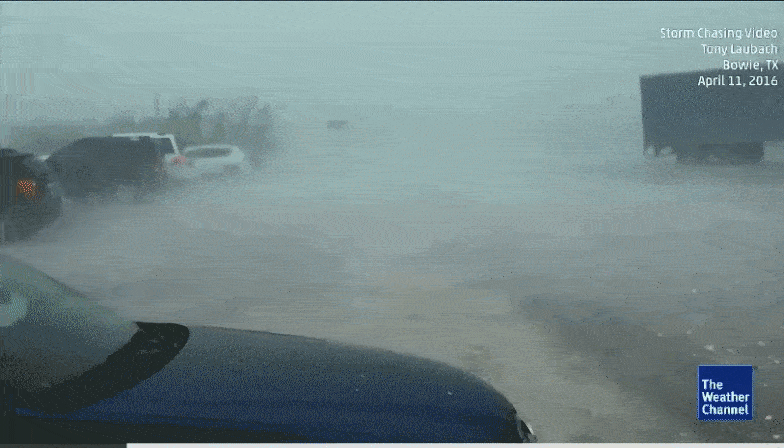 Storm Chasing Video
Tony Laubach
Bowie, TX
April 11, 2016
The
Weather
Channel